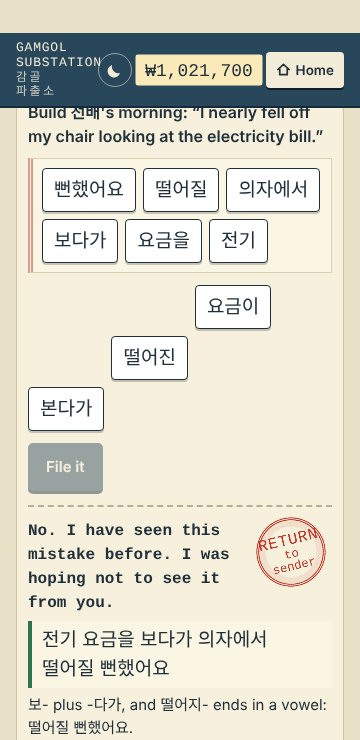 GAMGOL
SUBSTATION
감골
파출소
₩1,021,700
Home
Build 선배's morning: “I nearly fell off
my chair looking at the electricity bill.”
뻔했어요 떨어질 의자에서
보다가 요금을 전기
요금이
떨어진
본다가
File it
No. I have seen this
mistake before. I was
hoping not to see it
from you.
RETURN
to
sender
전기 요금을 보다가 의자에서
떨어질 뻔했어요
보- plus -다가, and 떨어지- ends in a vowel:
떨어질 뻔했어요.